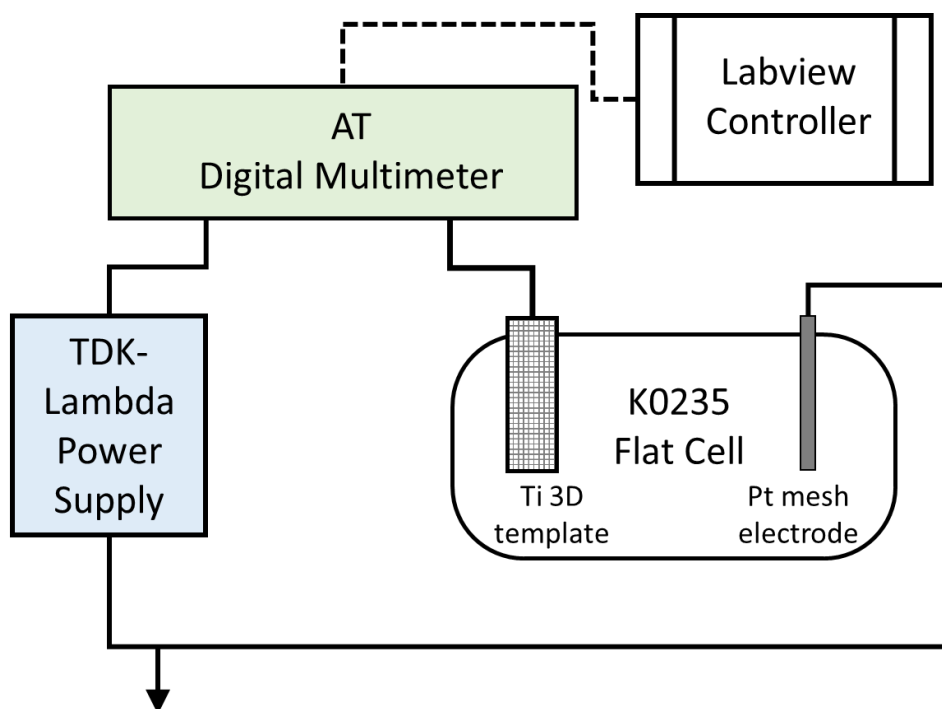 Labview
Controller
AT
Digital Multimeter
TDK-
Lambda
Power
Supply
K0235
Flat Cell
Ti 3D
template
Pt mesh
electrode